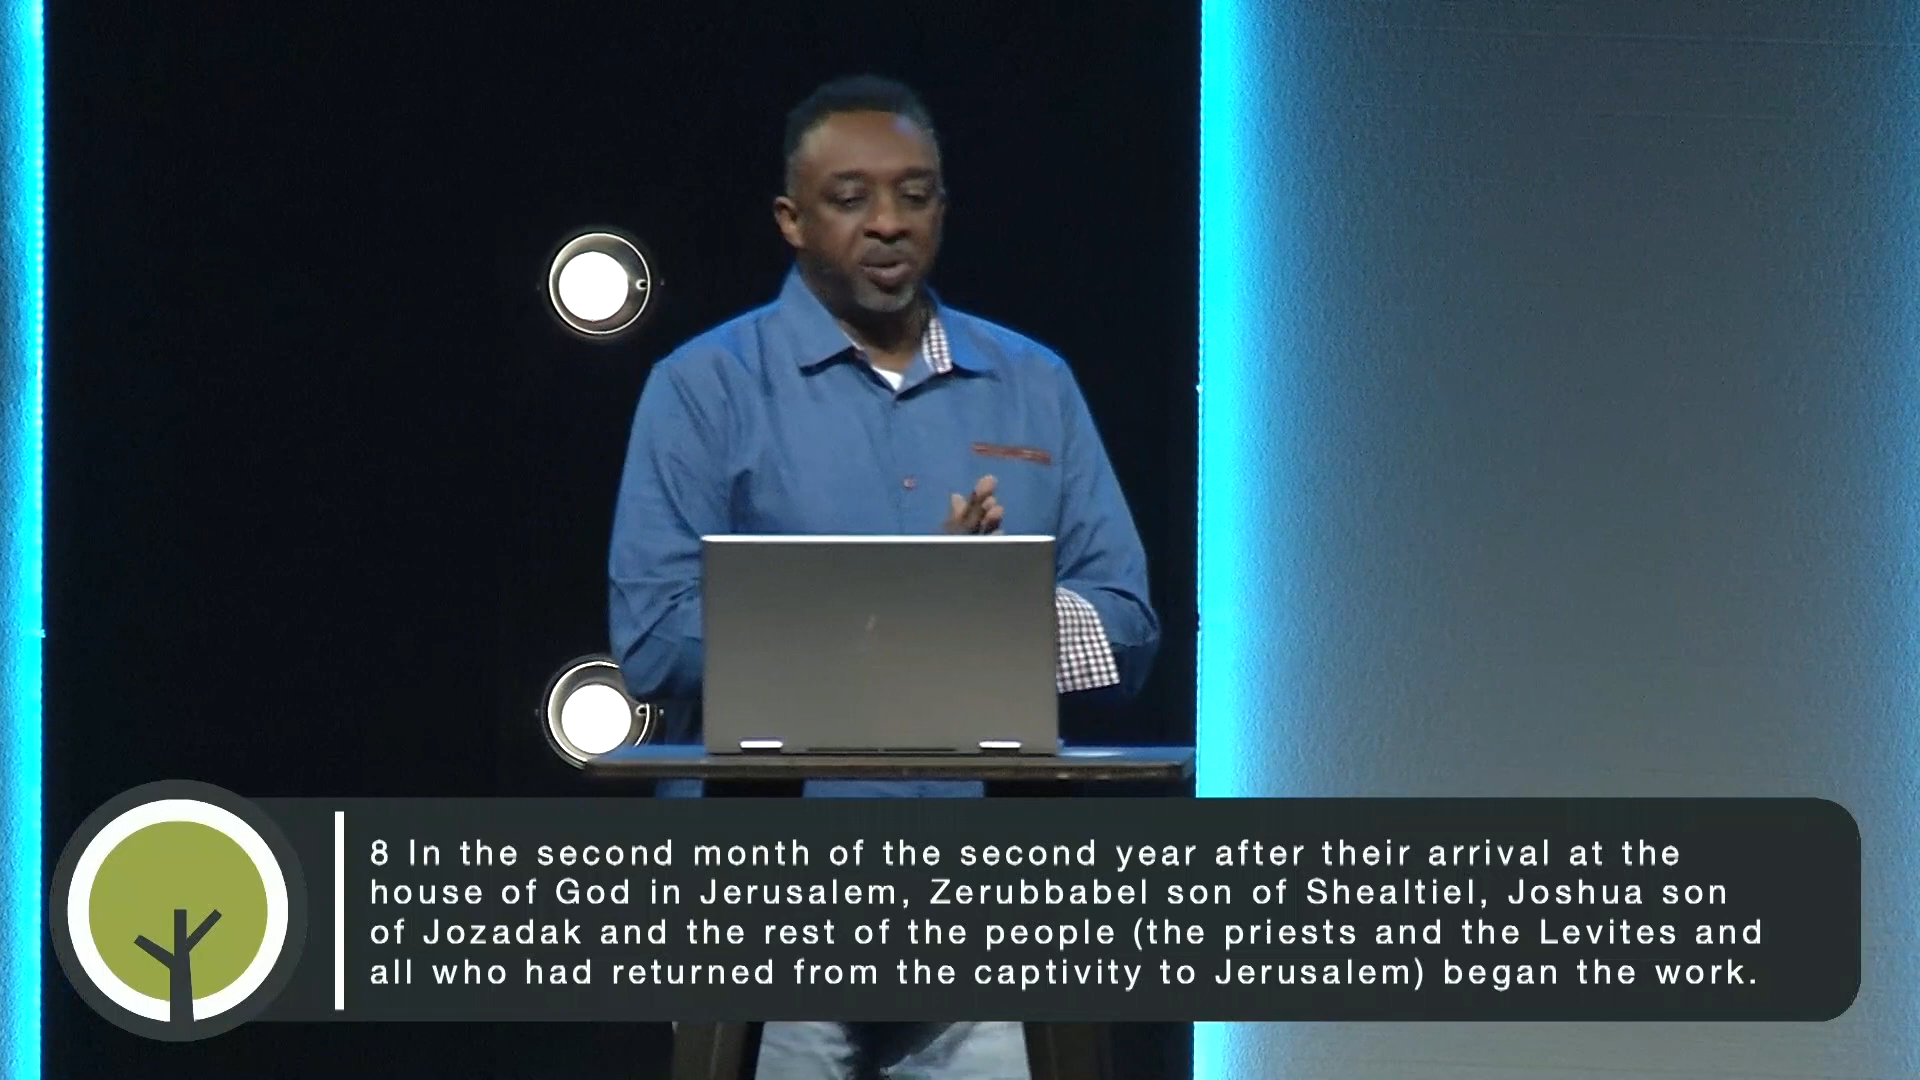 8 In the second month of the second year after their arrival at the
house of God in Jerusalem, Zerubbabel son of Shealtiel, Joshua son
of Jozadak and the rest of the people (the priests and the Levites and
all who had returned from the captivity to Jerusalem) began the work.